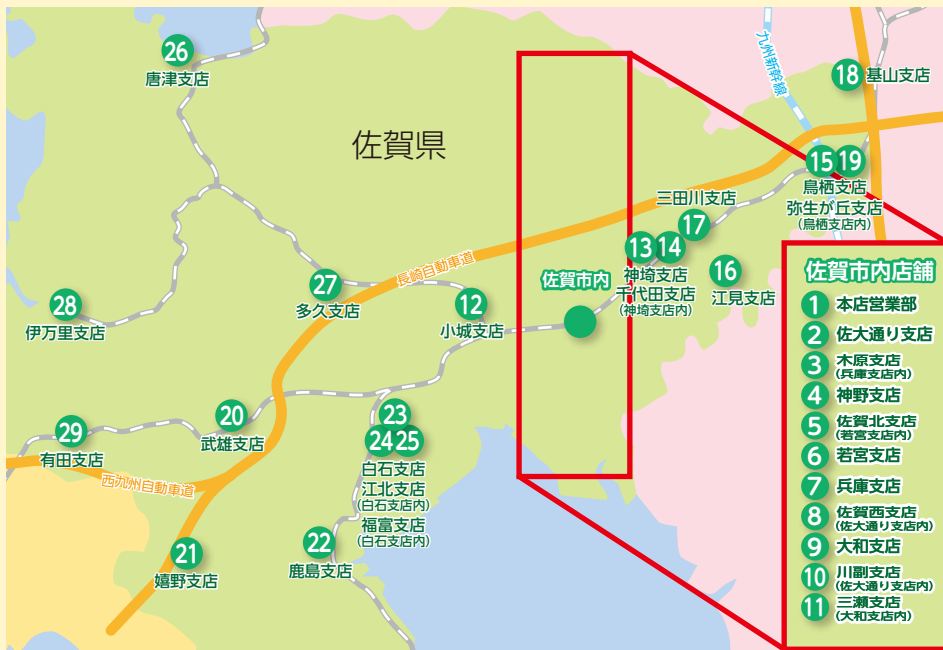 26
唐津支店
佐賀県
九州新幹線
18 基山支店
15 19
鳥栖支店
弥生が丘支店
(鳥栖支店内)
三田川支店
17
13 14
神埼支店
千代田支店
(神埼支店内)
16
江見支店
長崎自動車道
佐賀市内
27
多久支店
12
小城支店
28
伊万里支店
20
武雄支店
29
有田支店
西九州自動車道
23
24 25
白石支店
江北支店
(白石支店内)
福富支店
(白石支店内)
21
嬉野支店
22
鹿島支店
佐賀市内店舗
1 本店営業部
2 佐大通り支店
3 木原支店
(兵庫支店内)
4 神野支店
5 佐賀北支店
(若宮支店内)
6 若宮支店
7 兵庫支店
8 佐賀西支店
(佐大通り支店内)
9 大和支店
10 川副支店
(佐大通り支店内)
11 三瀬支店
(大和支店内)